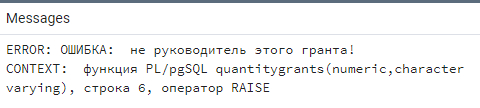 Messages
ERROR: ОШИБКА:  не руководитель этого гранта!
CONTEXT:  функция PL/pgSQL quantitygrants(numeric,character
varying), строка 6, оператор RAISE